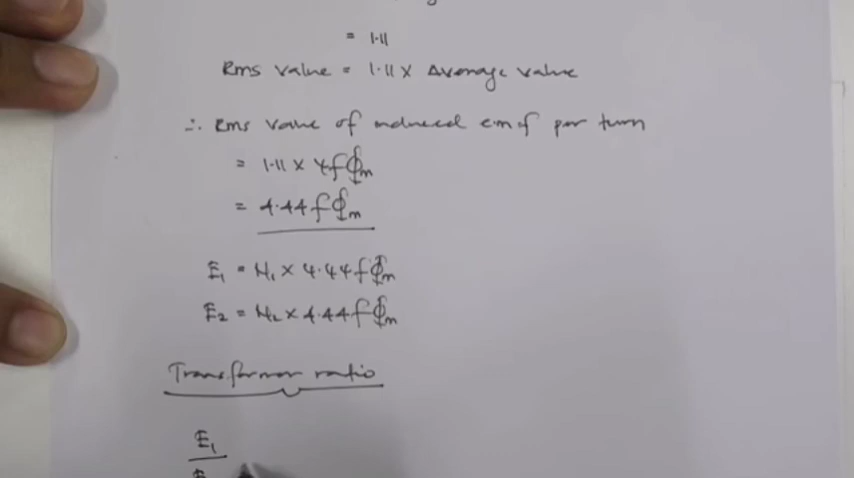 = 1.11
Rms value = 1.11 × Average value
∴ Rms value of induced e.m.f per turn
= 1.11 × 4fΦm
= 4.44fΦm
E₁ = N₁ × 4.44fΦm
E₂ = N₂ × 4.44fΦm
Transformer ratio
E₁